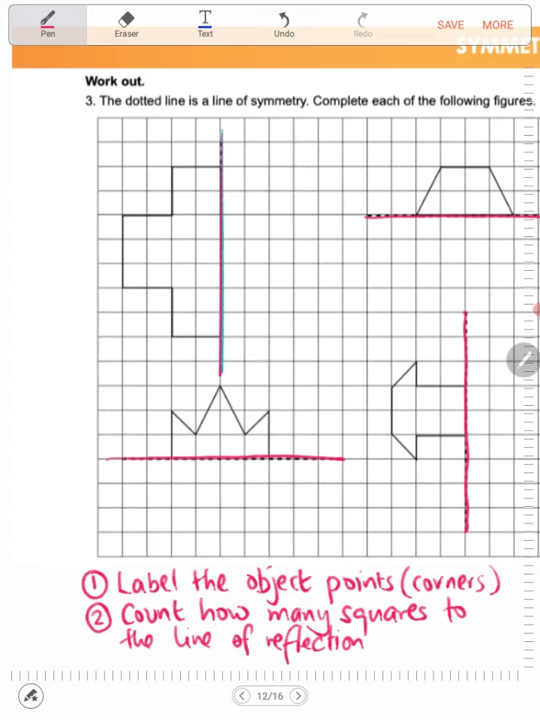 Pen
Eraser
Text
Undo
Redo
SAVE
MORE
SYMMET
Work out.
3. The dotted line is a line of symmetry. Complete each of the following figures.
① Label the object points (corners)
② Count how many squares to
the line of reflection
12/16